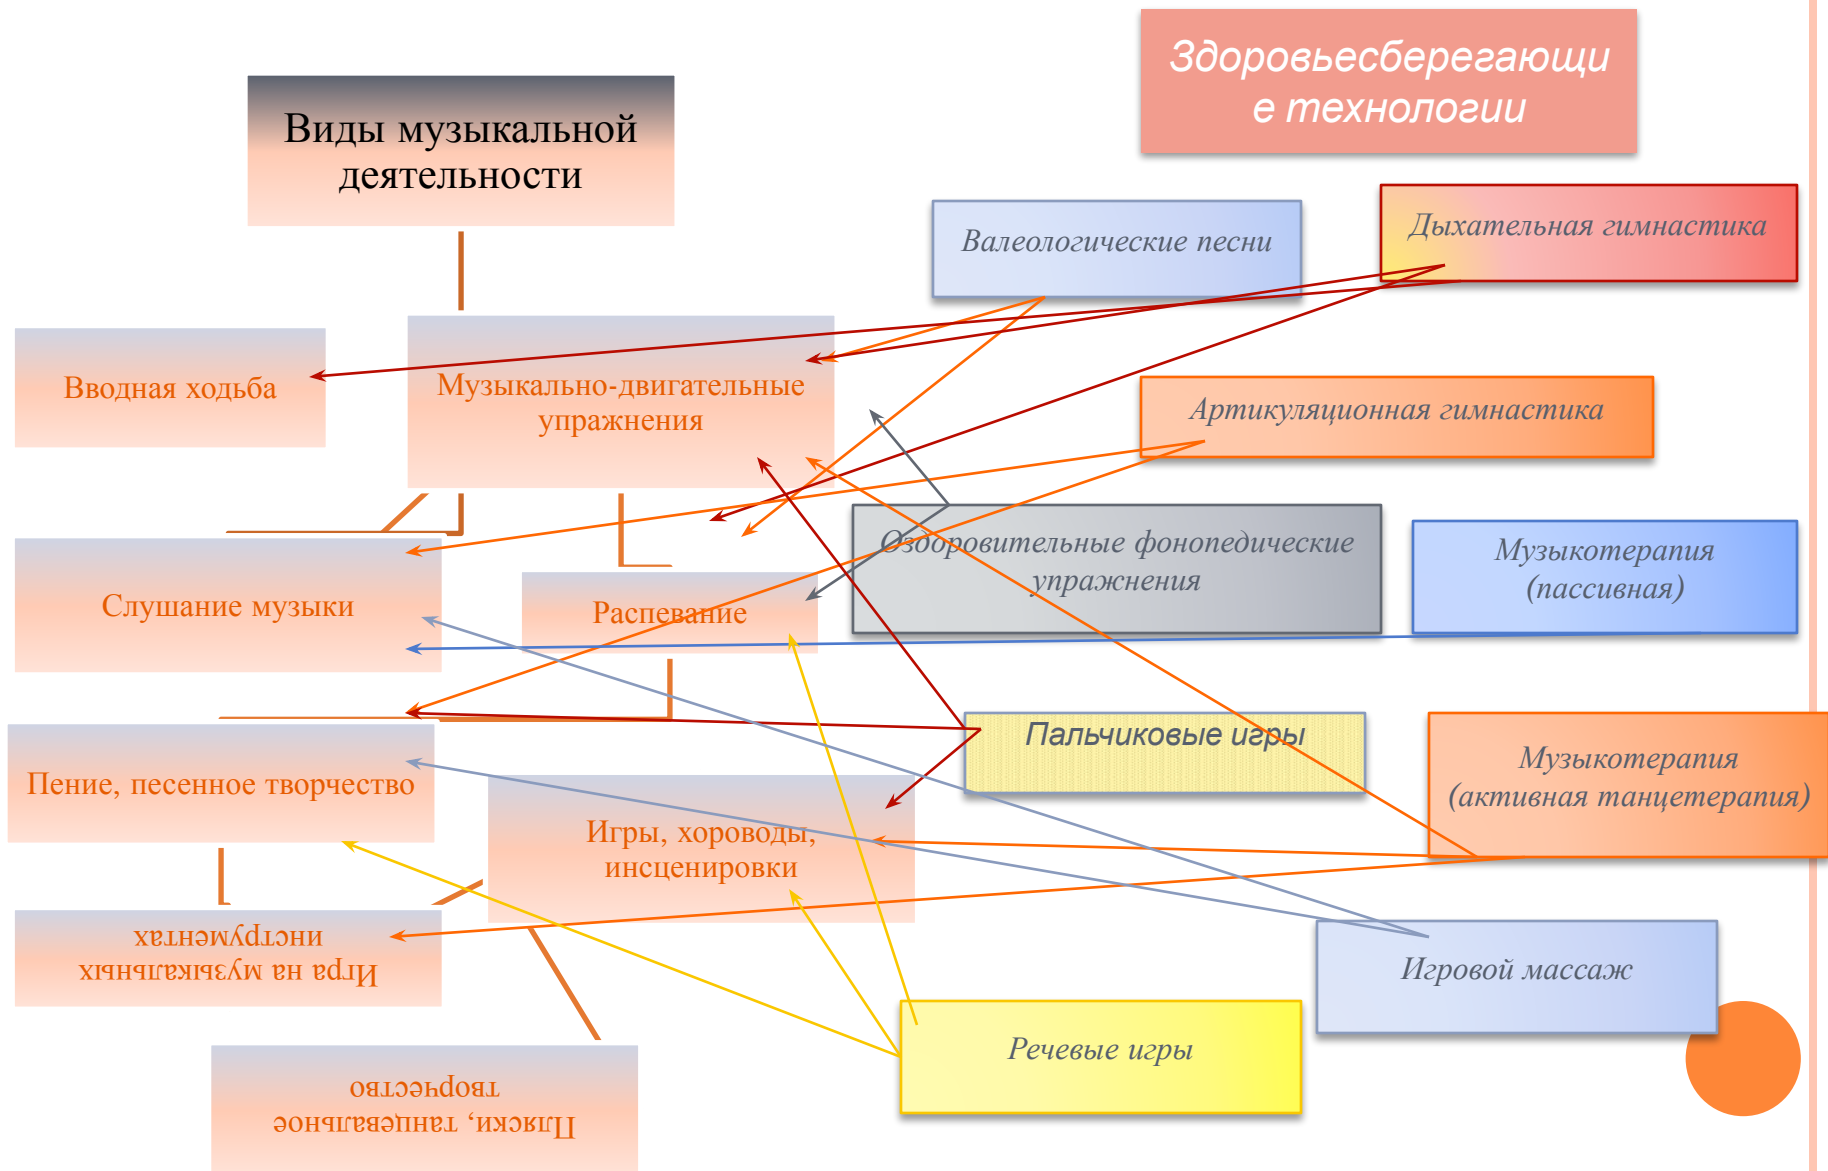 Здоровьесберегающи
е технологии
Виды музыкальной
деятельности
Валеологические песни
Дыхательная гимнастика
Вводная ходьба
Музыкально-двигательные
упражнения
Артикуляционная гимнастика
Слушание музыки
Распевание
Оздоровительные фонопедические
упражнения
Музыкотерапия
(пассивная)
Пение, песенное творчество
Игры, хороводы,
инсценировки
Пальчиковые игры
Музыкотерапия
(активная танцетерапия)
Игра на музыкальных
инструментах
Игровой массаж
Речевые игры
Пляски, танцевальное
творчество